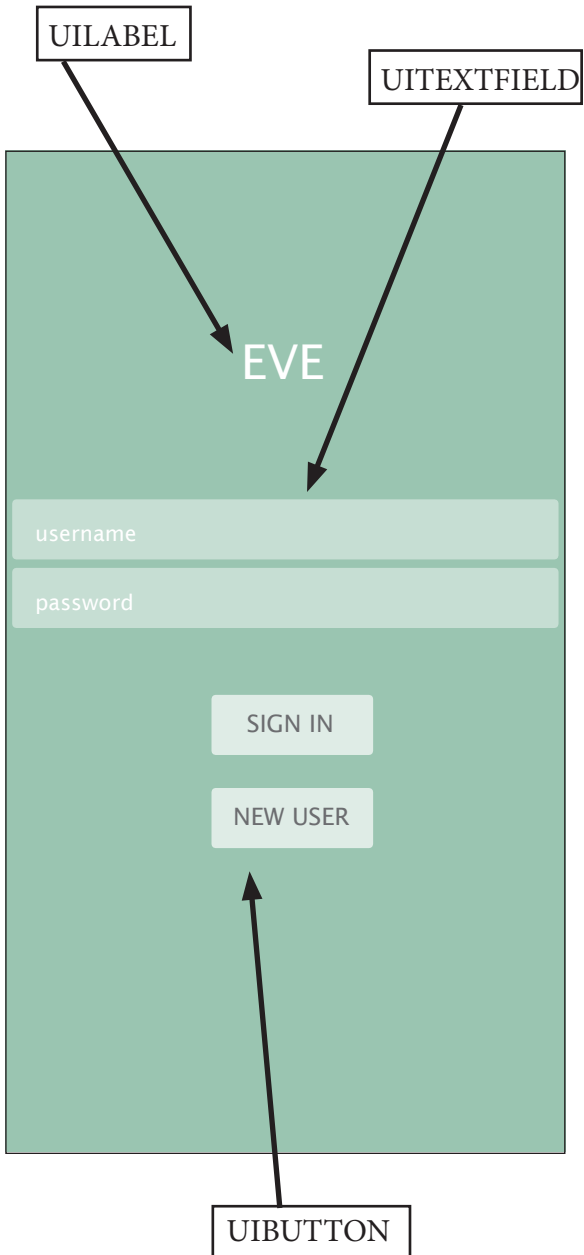 UILABEL
UITEXTFIELD
EVE
username
password
SIGN IN
NEW USER
UIBUTTON